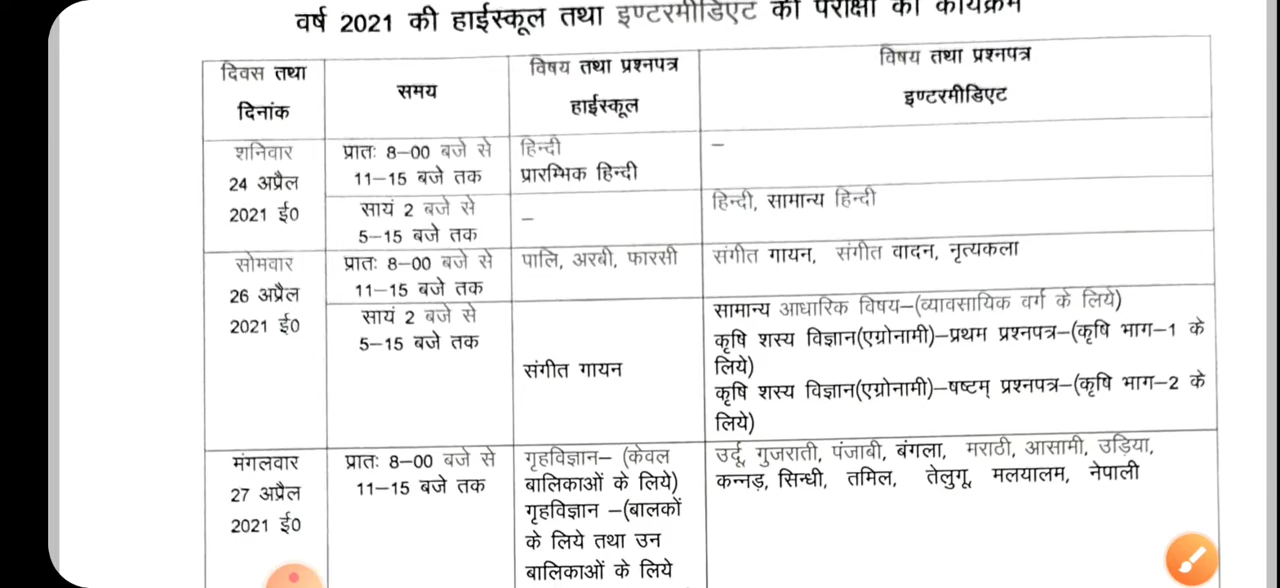 वर्ष 2021 की हाईस्कूल तथा इण्टरमीडिएट की परीक्षा का कार्यक्रम
दिवस तथा
दिनांक
समय
विषय तथा प्रश्नपत्र
हाईस्कूल
विषय तथा प्रश्नपत्र
इण्टरमीडिएट
शनिवार
24 अप्रैल
2021 ई0
प्रातः 8–00 बजे से
11–15 बजे तक
हिन्दी
प्रारम्भिक हिन्दी
–
सायं 2 बजे से
5–15 बजे तक
–
हिन्दी, सामान्य हिन्दी
सोमवार
26 अप्रैल
2021 ई0
प्रातः 8–00 बजे से
11–15 बजे तक
पालि, अरबी, फारसी
संगीत गायन, संगीत वादन, नृत्यकला
सायं 2 बजे से
5–15 बजे तक
संगीत गायन
सामान्य आधारिक विषय–(व्यावसायिक वर्ग के लिये)
कृषि शस्य विज्ञान(एग्रोनामी)–प्रथम प्रश्नपत्र–(कृषि भाग–1 के
लिये)
कृषि शस्य विज्ञान(एग्रोनामी)–षष्टम् प्रश्नपत्र–(कृषि भाग–2 के
लिये)
मंगलवार
27 अप्रैल
2021 ई0
प्रातः 8–00 बजे से
11–15 बजे तक
गृहविज्ञान– (केवल
बालिकाओं के लिये)
गृहविज्ञान –(बालकों
के लिये तथा उन
बालिकाओं के लिये
उर्दू, गुजराती, पंजाबी, बंगला, मराठी, आसामी, उड़िया,
कन्नड़, सिन्धी, तमिल, तेलुगू, मलयालम, नेपाली